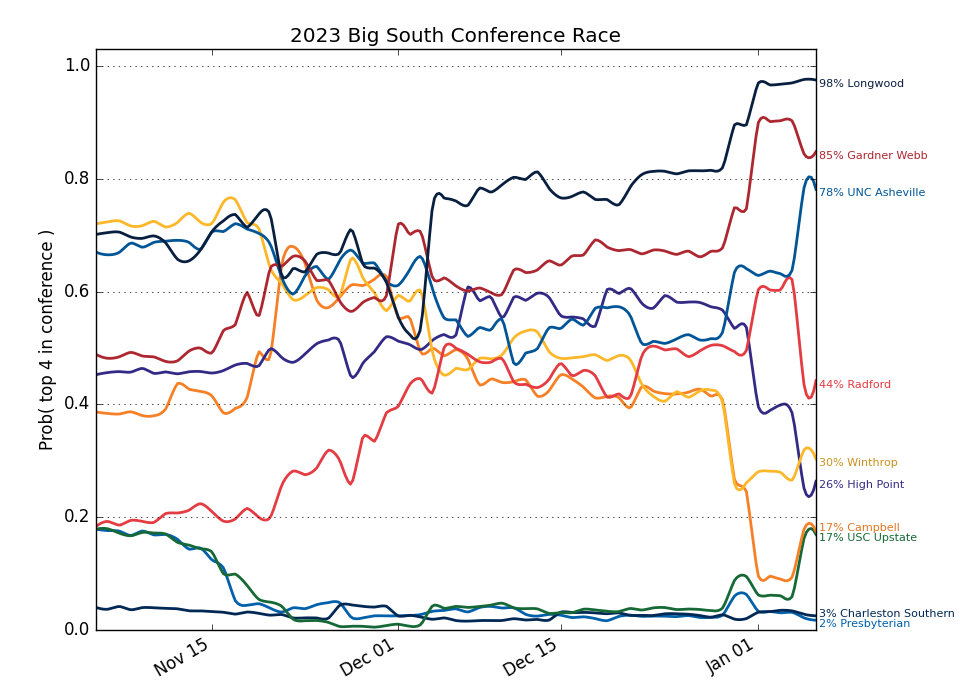 2023 Big South Conference Race
Prob( top 4 in conference )
1.0
0.8
0.6
0.4
0.2
0.0
Nov 15
Dec 01
Dec 15
Jan 01
98% Longwood
85% Gardner Webb
78% UNC Asheville
44% Radford
30% Winthrop
26% High Point
17% Campbell
17% USC Upstate
3% Charleston Southern
2% Presbyterian